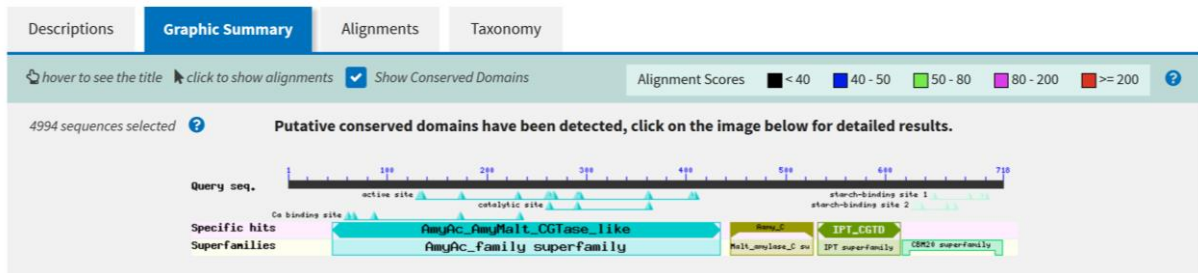 Descriptions Graphic Summary Alignments Taxonomy
hover to see the title click to show alignments Show Conserved Domains Alignment Scores < 40 40 - 50 50 - 80 80 - 200 >= 200 ?
4994 sequences selected ? Putative conserved domains have been detected, click on the image below for detailed results.
1 100 200 300 400 500 600 718
Query seq.
active site starch-binding site 1
catalytic site starch-binding site 2
Ca binding site
Specific hits AmyAc_AmyMalt_CGTase_like Aamy_C IPT_CGTD
Superfamilies AmyAc_family superfamily Malt_amylase_C su IPT superfamily CBM20 superfamily